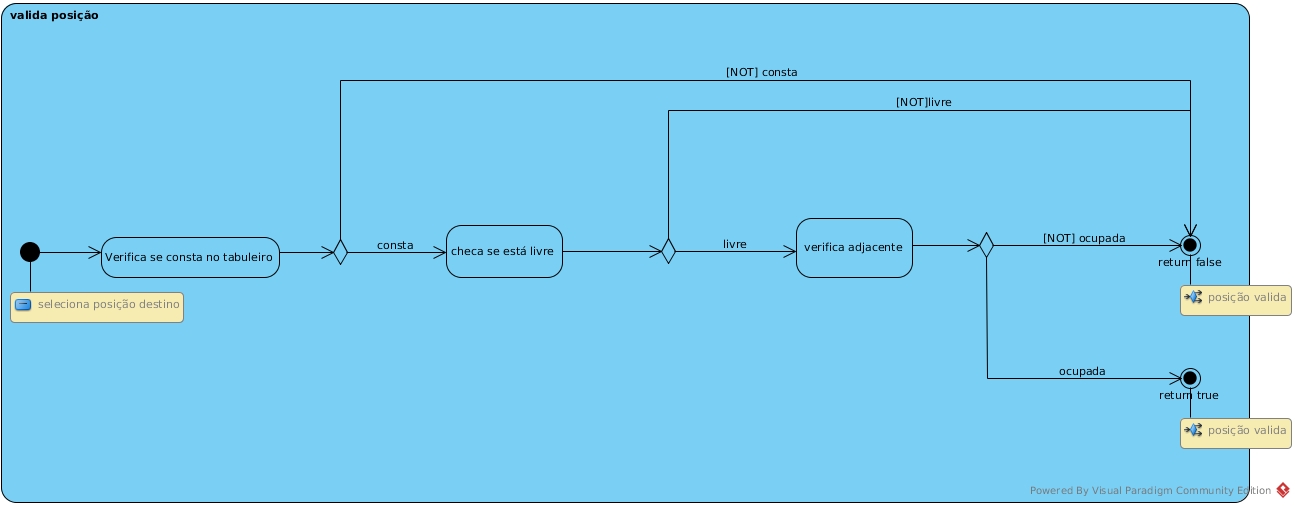 valida posição
[NOT] consta
[NOT]livre
Verifica se consta no tabuleiro
consta
checa se está livre
livre
verifica adjacente
[NOT] ocupada
return false
seleciona posição destino
posição valida
ocupada
return true
posição valida
Powered By Visual Paradigm Community Edition